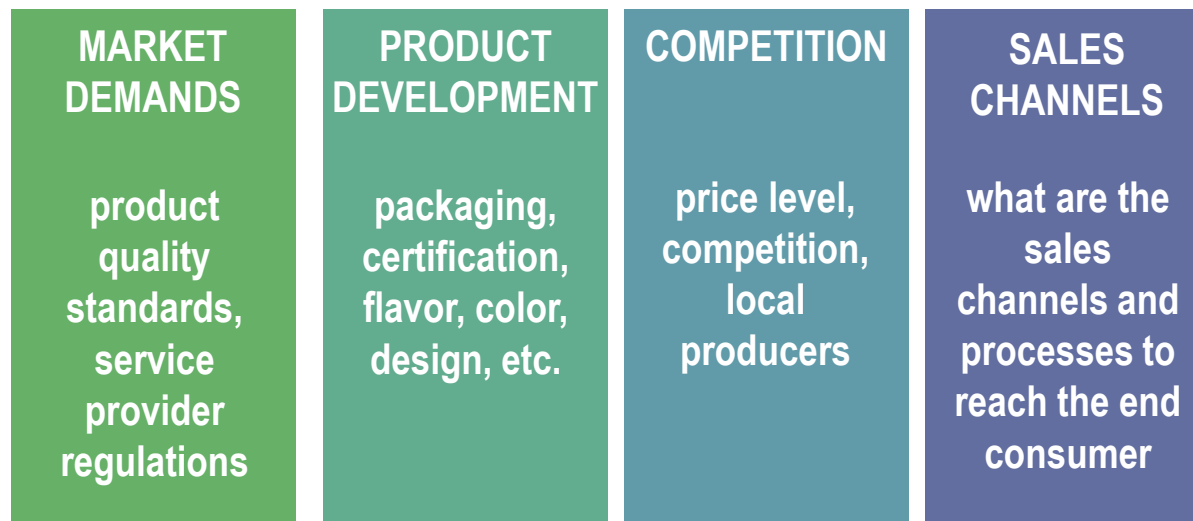 MARKET
DEMANDS
product
quality
standards,
service
provider
regulations
PRODUCT
DEVELOPMENT
packaging,
certification,
flavor, color,
design, etc.
COMPETITION
price level,
competition,
local
producers
SALES
CHANNELS
what are the
sales
channels and
processes to
reach the end
consumer